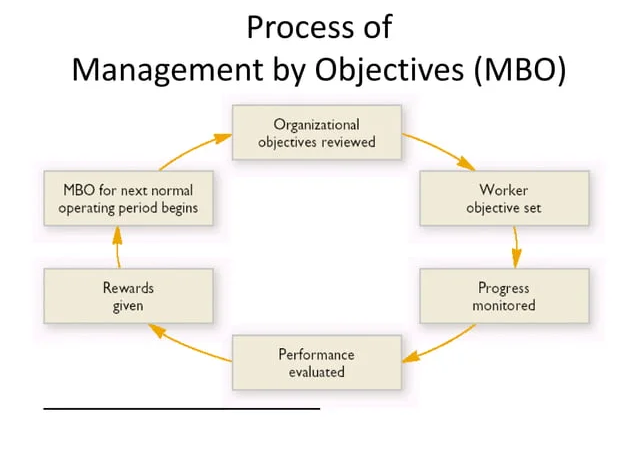 Process of
Management by Objectives (MBO)
Organizational
objectives reviewed
Worker
objective set
Progress
monitored
Performance
evaluated
Rewards
given
MBO for next normal
operating period begins